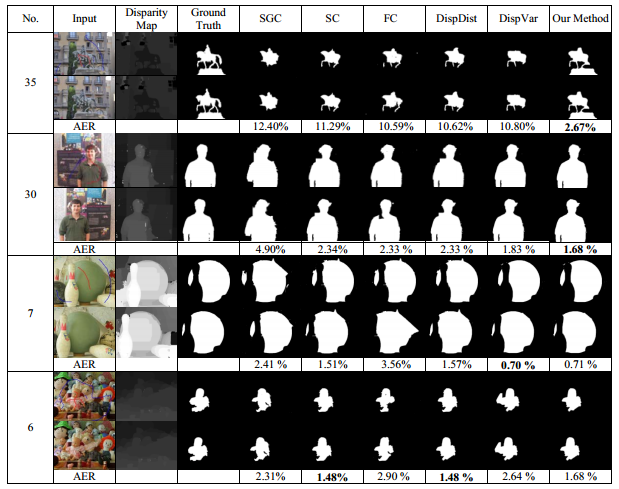 No. Input Disparity Map Ground Truth SGC SC FC DispDist DispVar Our Method
35
AER 12.40% 11.29% 10.59% 10.62% 10.80% 2.67%
30
AER 4.90% 2.34% 2.33 % 2.33 % 1.83 % 1.68 %
7
AER 2.41 % 1.51% 3.56% 1.57% 0.70 % 0.71 %
6
AER 2.31% 1.48% 2.90 % 1.48 % 2.64 % 1.68 %